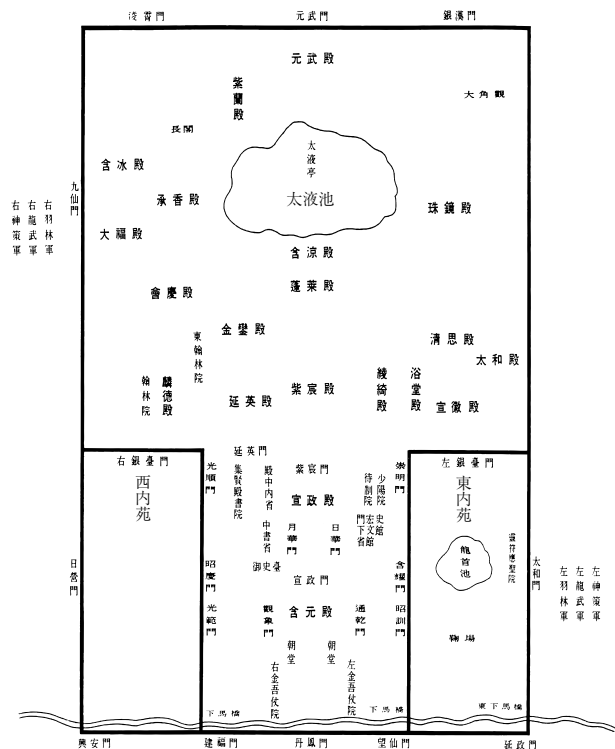 淩霄門
元武門
銀漢門
元武殿
紫蘭殿
大角觀
長閣
太液亭
太液池
含冰殿
九仙門
承香殿
珠鏡殿
右羽林軍
右龍武軍
右神策軍
大福殿
含涼殿
蓬萊殿
會慶殿
金鑾殿
東翰林院
清思殿
太和殿
翰林院
麟德殿
延英殿
紫宸殿
綾綺殿
浴堂殿
宣徽殿
延英門
右銀臺門
西内苑
光順門
集賢殿書院
殿中内省
紫宸門
宣政殿
待制院
少陽院
崇明門
左銀臺門
東内苑
中書省
月華門
日華門
門下省
宏文館
史館
龍首池
靈符應聖院
日營門
昭慶門
御史臺
宣政門
含耀門
太和門
左神策軍
左龍武軍
左羽林軍
光範門
觀象門
含元殿
通乾門
昭訓門
朝堂
朝堂
鞠場
右金吾仗院
左金吾仗院
下馬橋
下馬橋
東下馬橋
興安門
建福門
丹鳳門
望仙門
延政門